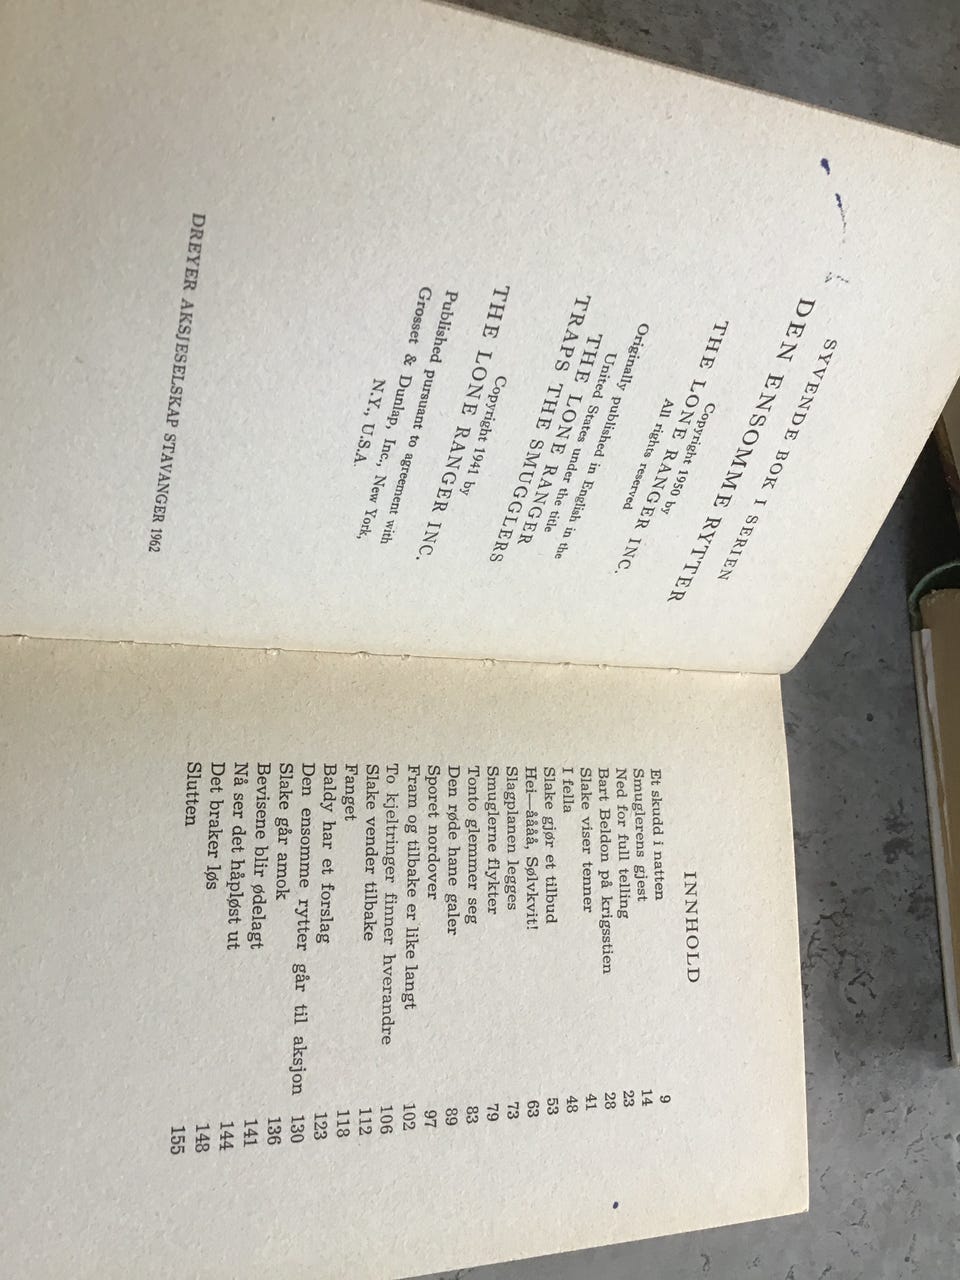 SYVENDE BOK I SERIEN
DEN ENSOMME RYTTER
Copyright 1950 by
THE LONE RANGER INC.
All rights reserved
Originally published in English in the
United States under the title
THE LONE RANGER
TRAPS THE SMUGGLERS
Copyright 1941 by
THE LONE RANGER INC.
Published pursuant to agreement with
Grosset & Dunlap, Inc., New York,
N.Y., U.S.A
DREYER AKSJESELSKAP STAVANGER 1962
INNHOLD
Et skudd i natten 9
Smuglerens gjest 14
Ned for full telling 23
Bart Beldon på krigsstien 28
Slake viser tenner 41
I fella 48
Slake gjør et tilbud 53
Hei—åååå, Sølvkvit! 63
Slagplanen legges 73
Smuglerne flykter 79
Tonto glemmer seg 83
Den røde hane galer 89
Sporet nordover 97
Fram og tilbake er like langt 102
To kjeltringer finner hverandre 106
Slake vender tilbake 112
Fanget 118
Baldy har et forslag 123
Den ensomme rytter går til aksjon 130
Slake går amok 136
Bevisene blir ødelagt 141
Nå ser det håpløst ut 144
Det braker løs 148
Slutten 155